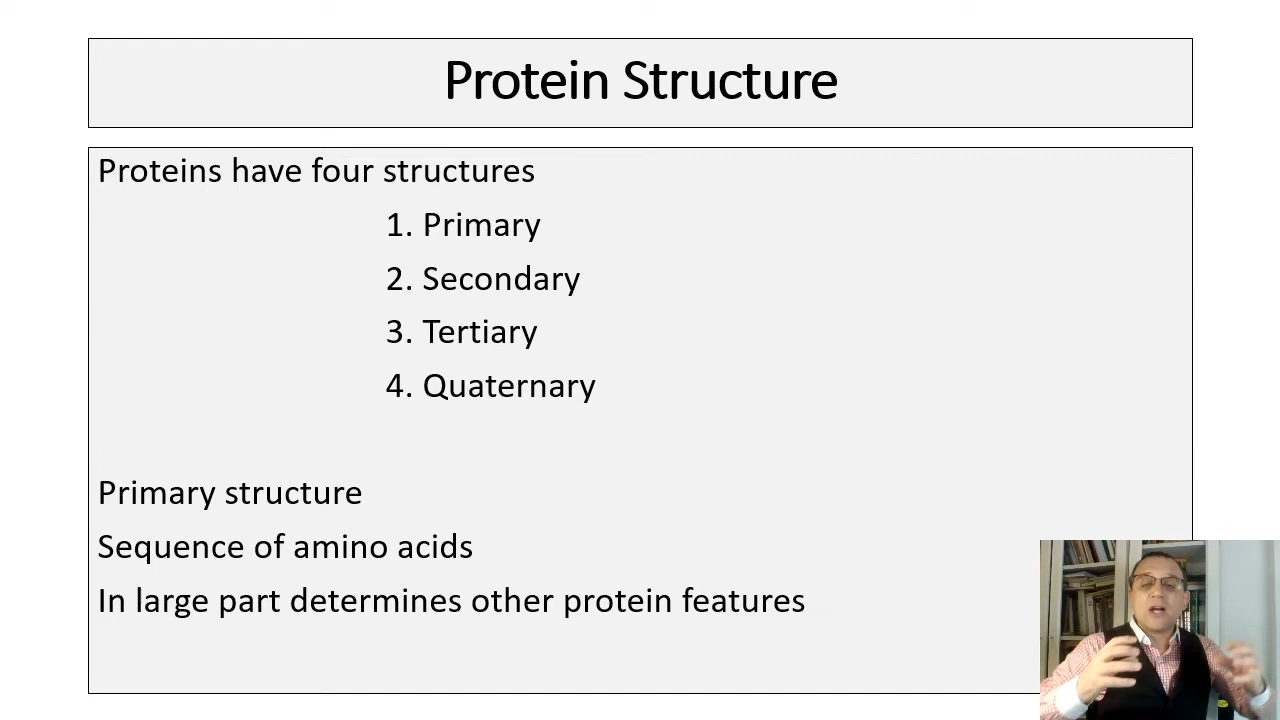 Protein Structure
Proteins have four structures
1. Primary
2. Secondary
3. Tertiary
4. Quaternary
Primary structure
Sequence of amino acids
In large part determines other protein features